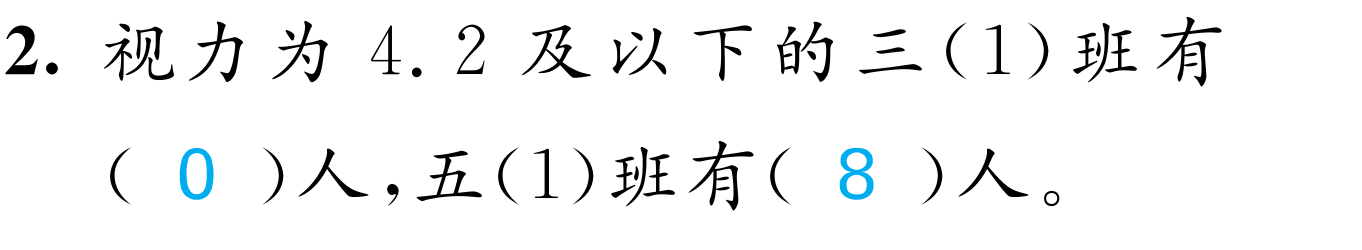 2. 视力为 4.2 及以下的三(1)班有
( 0 )人,五(1)班有( 8 )人。